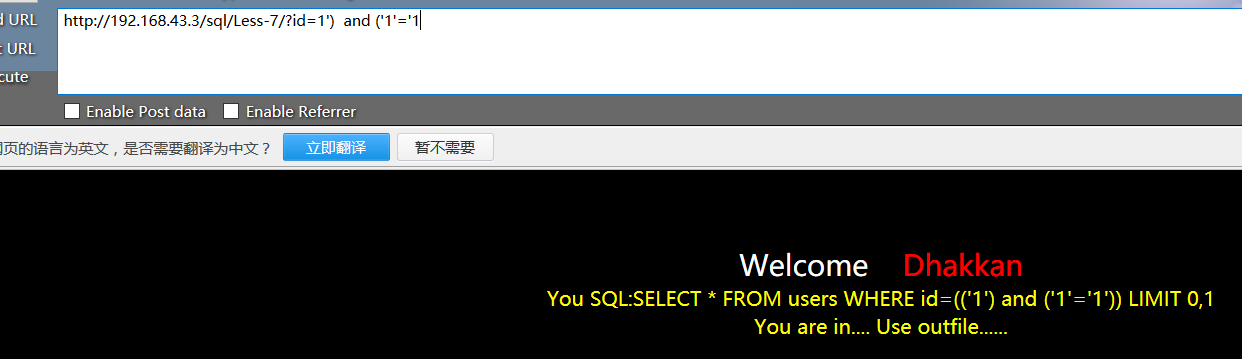 d URL
http://192.168.43.3/sql/Less-7/?id=1')  and ('1'='1
t URL
cute
Enable Post data Enable Referrer
网页的语言为英文，是否需要翻译为中文？ 立即翻译 暂不需要
Welcome Dhakkan
You SQL:SELECT * FROM users WHERE id=(('1') and ('1'='1')) LIMIT 0,1
You are in.... Use outfile......